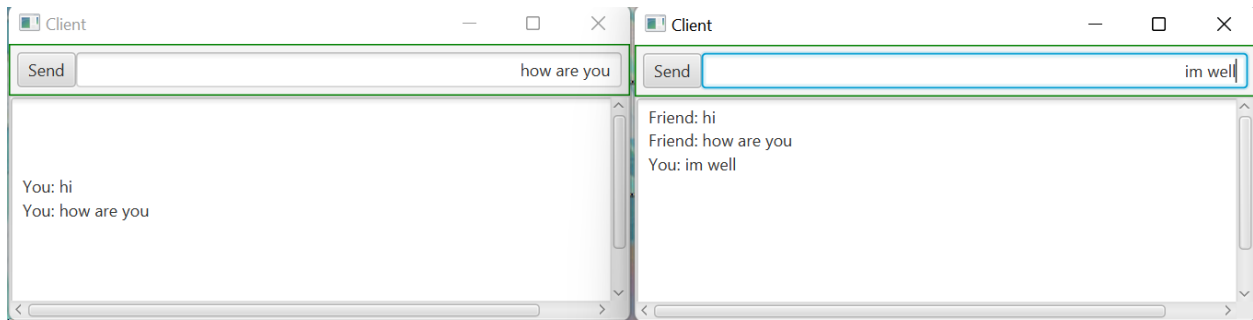 Client
Send how are you
You: hi
You: how are you
Client
Send im well
Friend: hi
Friend: how are you
You: im well